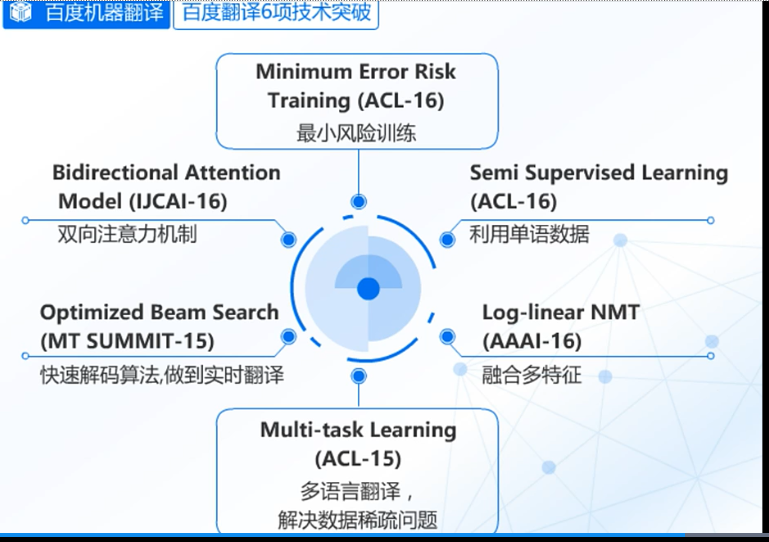 百度机器翻译
百度翻译6项技术突破
Minimum Error Risk
Training (ACL-16)
最小风险训练
Bidirectional Attention
Model (IJCAI-16)
双向注意力机制
Semi Supervised Learning
(ACL-16)
利用单语数据
Optimized Beam Search
(MT SUMMIT-15)
快速解码算法,做到实时翻译
Log-linear NMT
(AAAI-16)
融合多特征
Multi-task Learning
(ACL-15)
多语言翻译，
解决数据稀疏问题